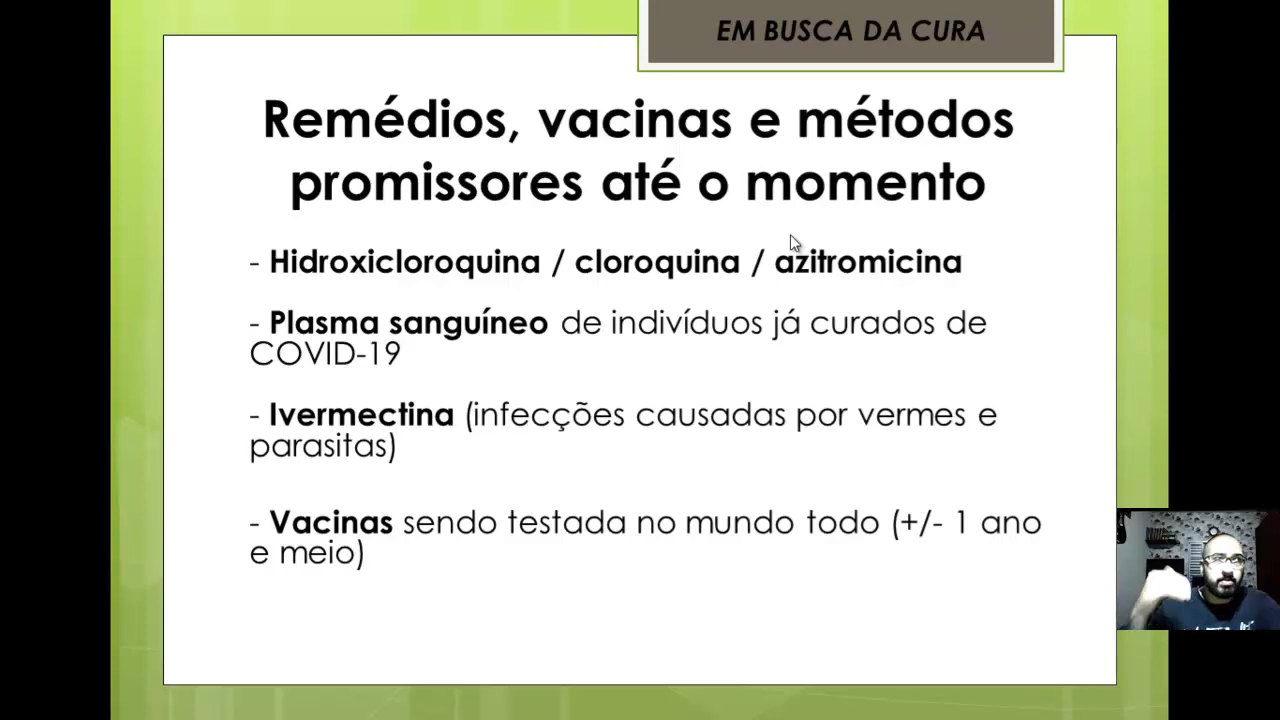 EM BUSCA DA CURA
Remédios, vacinas e métodos
promissores até o momento
- Hidroxicloroquina / cloroquina / azitromicina
- Plasma sanguíneo de indivíduos já curados de
COVID-19
- Ivermectina (infecções causadas por vermes e
parasitas)
- Vacinas sendo testada no mundo todo (+/- 1 ano
e meio)